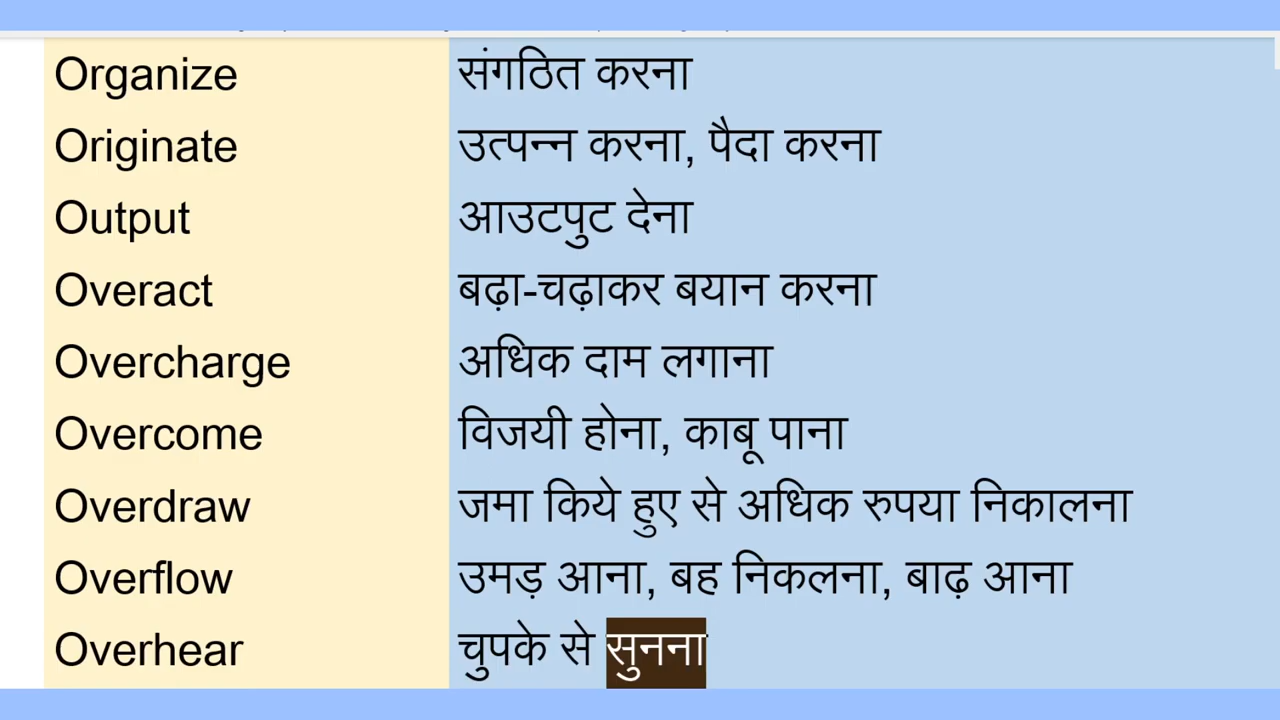 Organize संगठित करना
Originate उत्पन्न करना, पैदा करना
Output आउटपुट देना
Overact बढ़ा-चढ़ाकर बयान करना
Overcharge अधिक दाम लगाना
Overcome विजयी होना, काबू पाना
Overdraw जमा किये हुए से अधिक रुपया निकालना
Overflow उमड़ आना, बह निकलना, बाढ़ आना
Overhear चुपके से सुनना